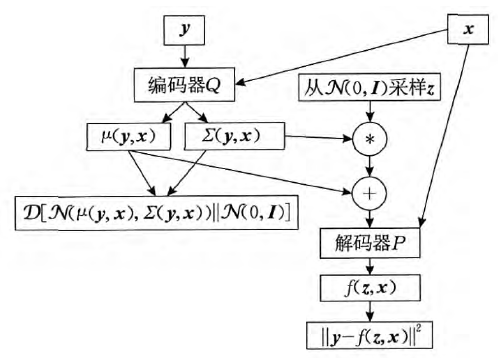 y
x
编码器Q
从𝒩(0, I)采样z
μ(y,x)
Σ(y,x)
*
+
𝒟[𝒩(μ(y,x), Σ(y,x))||𝒩(0, I)]
解码器P
f(z,x)
||y−f(z,x)||²